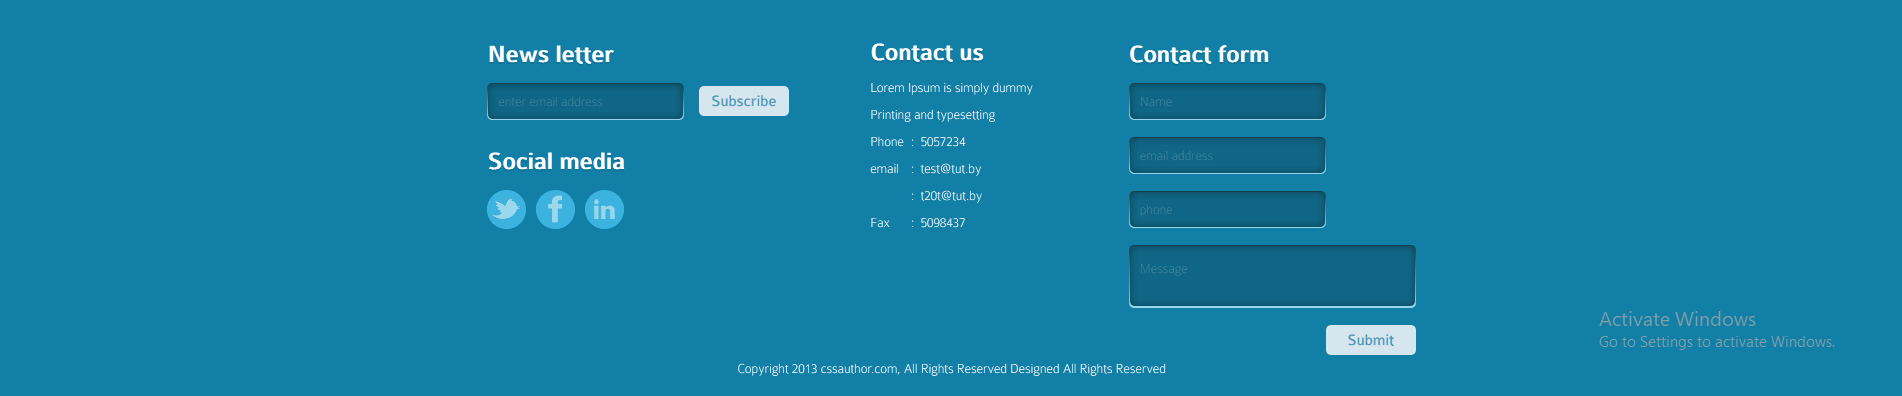 News letter
enter email address
Subscribe
Social media
in
Contact us
Lorem Ipsum is simply dummy
Printing and typesetting
Phone : 5057234
email : test@tut.by
: t20t@tut.by
Fax : 5098437
Contact form
Name
email address
phone
Message
Submit
Activate Windows
Go to Settings to activate Windows.
Copyright 2013 cssauthor.com, All Rights Reserved Designed All Rights Reserved